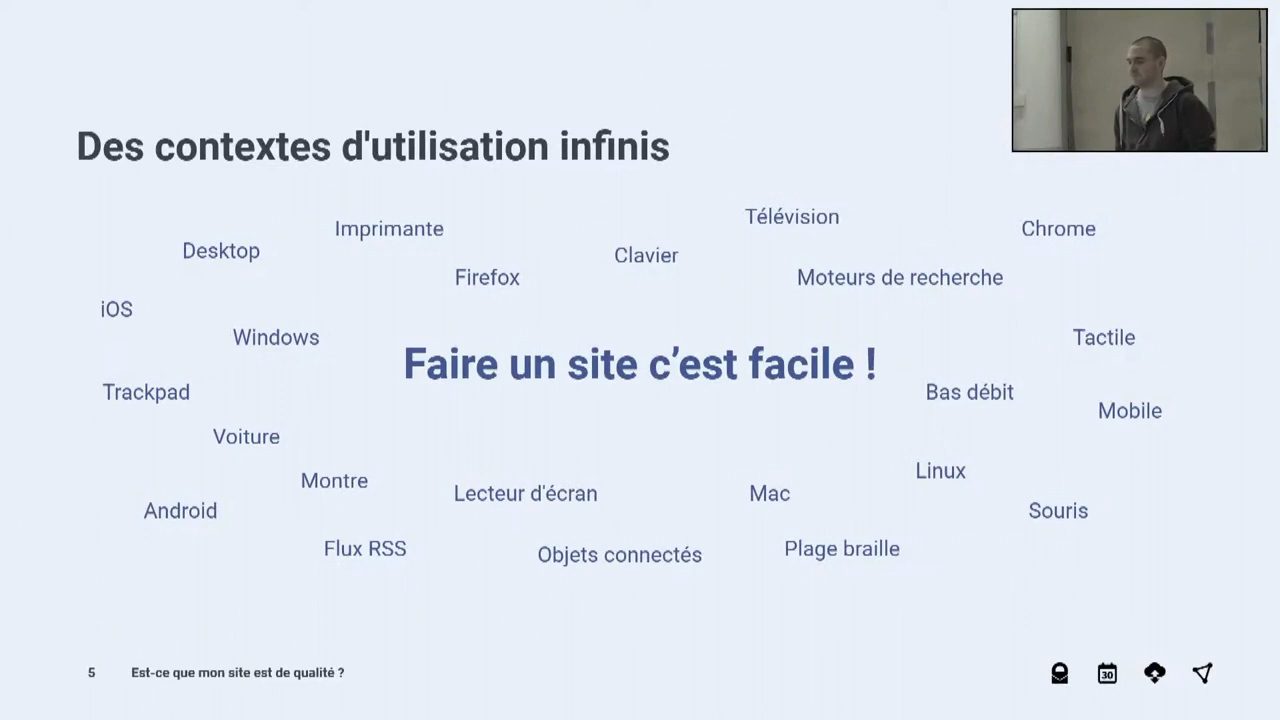 Des contextes d'utilisation infinis
Télévision
Imprimante
Chrome
Desktop
Clavier
Firefox
Moteurs de recherche
iOS
Windows
Tactile
Faire un site c’est facile !
Trackpad
Bas débit
Mobile
Voiture
Linux
Montre
Lecteur d'écran
Mac
Android
Souris
Flux RSS
Objets connectés
Plage braille
5
Est-ce que mon site est de qualité ?
30